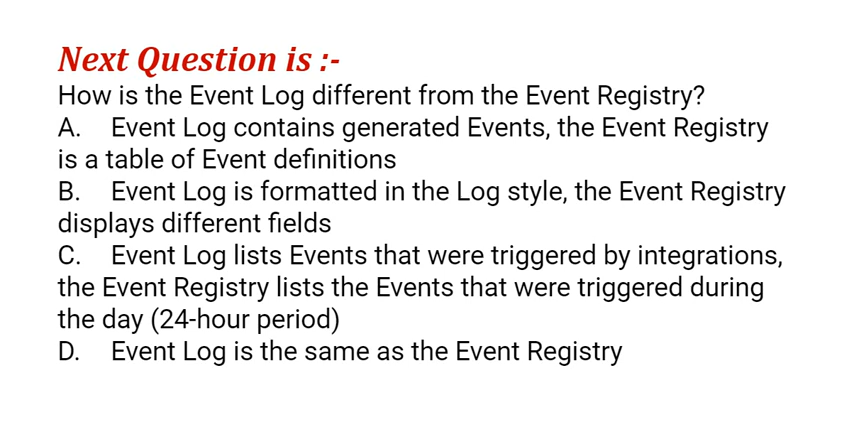 Next Question is :-
How is the Event Log different from the Event Registry?
A. Event Log contains generated Events, the Event Registry
is a table of Event definitions
B. Event Log is formatted in the Log style, the Event Registry
displays different fields
C. Event Log lists Events that were triggered by integrations,
the Event Registry lists the Events that were triggered during
the day (24-hour period)
D. Event Log is the same as the Event Registry